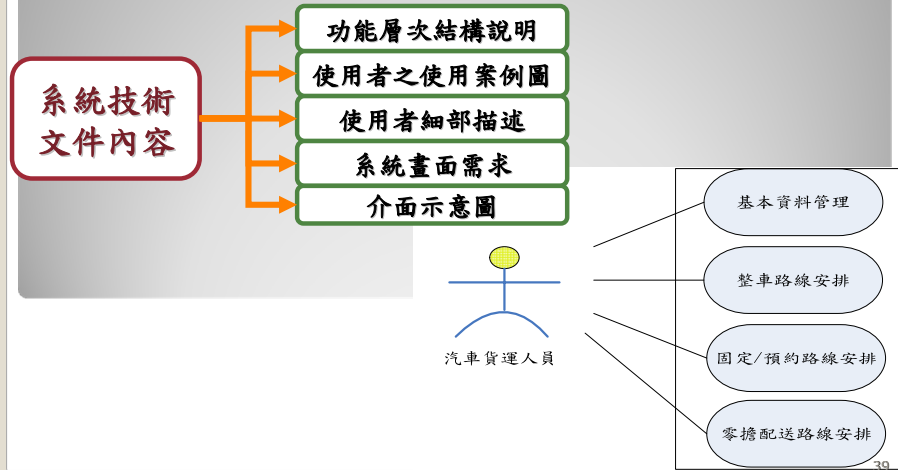 系統技術
文件內容
功能層次結構說明
使用者之使用案例圖
使用者細部描述
系統畫面需求
介面示意圖
汽車貨運人員
基本資料管理
整車路線安排
固定/預約路線安排
零擔配送路線安排
39